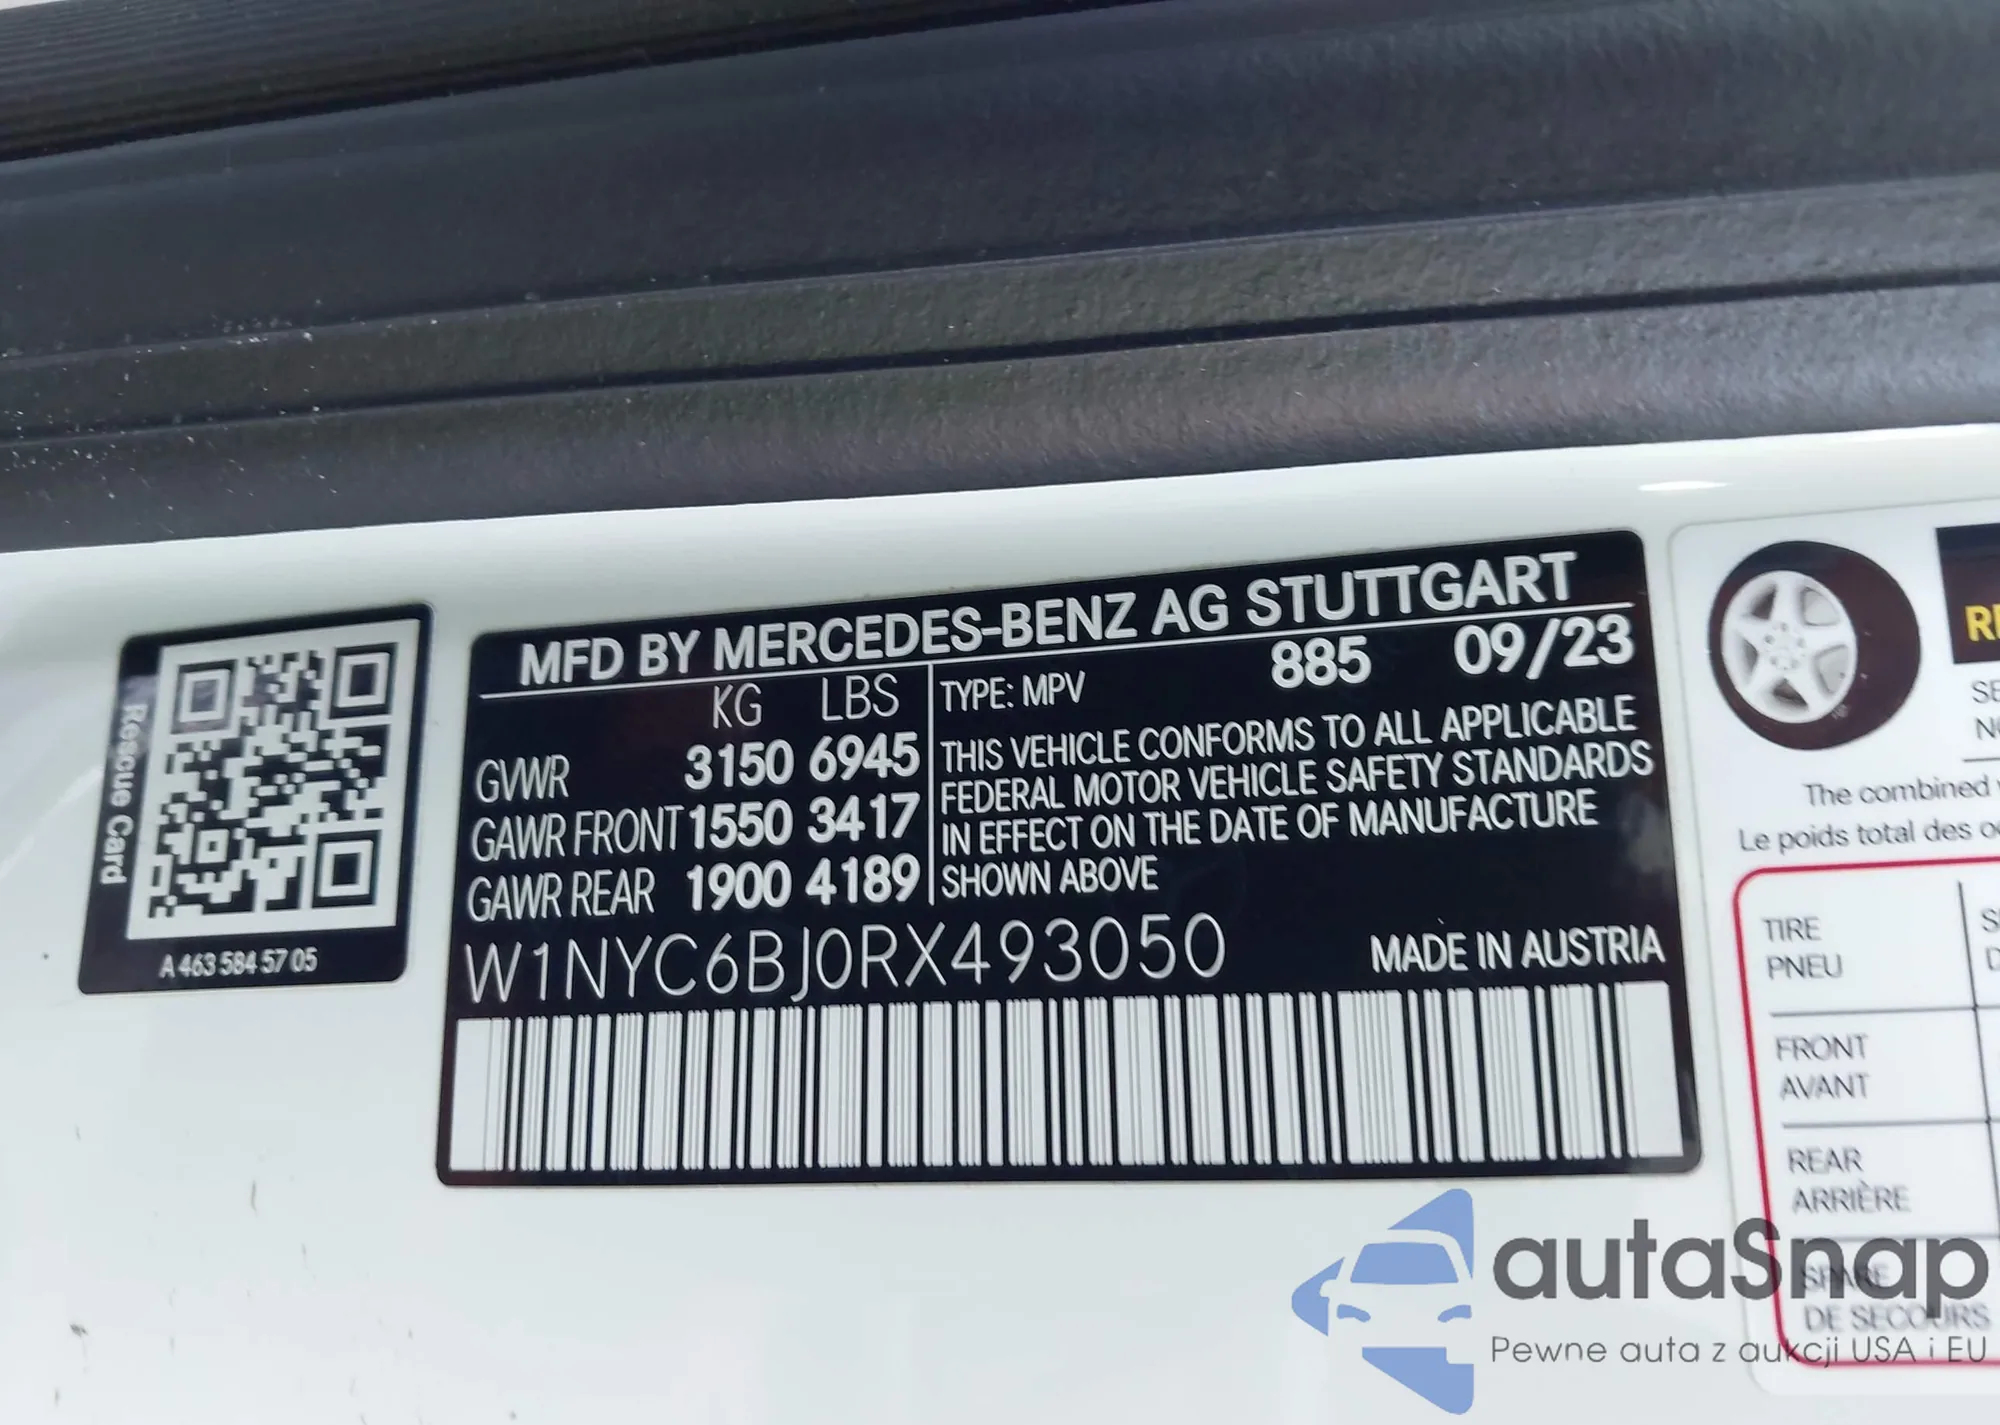 MFD BY MERCEDES-BENZ AG STUTTGART
KG LBS
GVWR 3150 6945
GAWR FRONT 1550 3417
GAWR REAR 1900 4189
TYPE: MPV 885 09/23
THIS VEHICLE CONFORMS TO ALL APPLICABLE
FEDERAL MOTOR VEHICLE SAFETY STANDARDS
IN EFFECT ON THE DATE OF MANUFACTURE
SHOWN ABOVE
W1NYC6BJ0RX493050 MADE IN AUSTRIA
Rescue Card
A 463 584 57 05
The combined
Le poids total des
TIRE
PNEU
FRONT
AVANT
REAR
ARRIÈRE
SPARE
DE SECOURS
autaSnap
Pewne auta z aukcji USA i EU